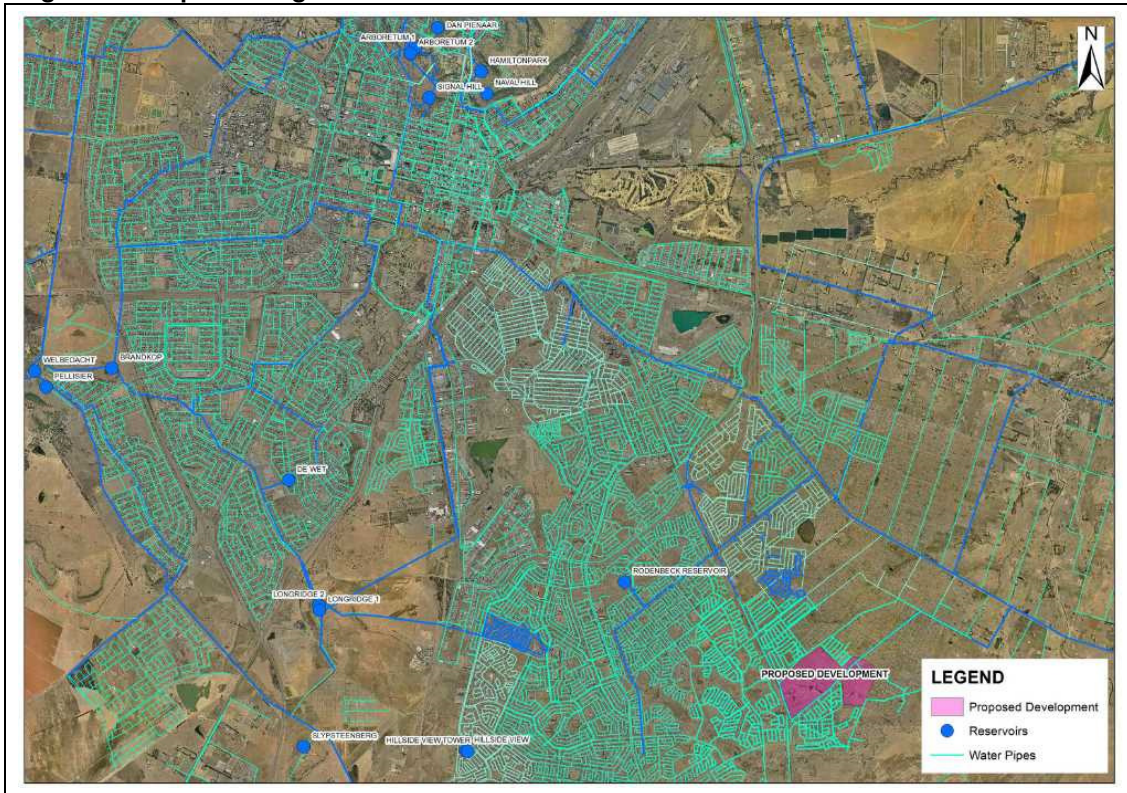 DAN PIENAAR
ARBORETUM 1
ARBORETUM 2
HAMILTONPARK
NAVAL HILL
SIGNAL HILL
N
WELBEDACHT
BRANDKOP
PELLISIER
DE WET
RODENBECK RESERVOIR
LONGRIDGE 2
LONGRIDGE 1
PROPOSED DEVELOPMENT
SLYPSTEENBERG
HILLSIDE VIEW TOWER
HILLSIDE VIEW
LEGEND
Proposed Development
Reservoirs
Water Pipes